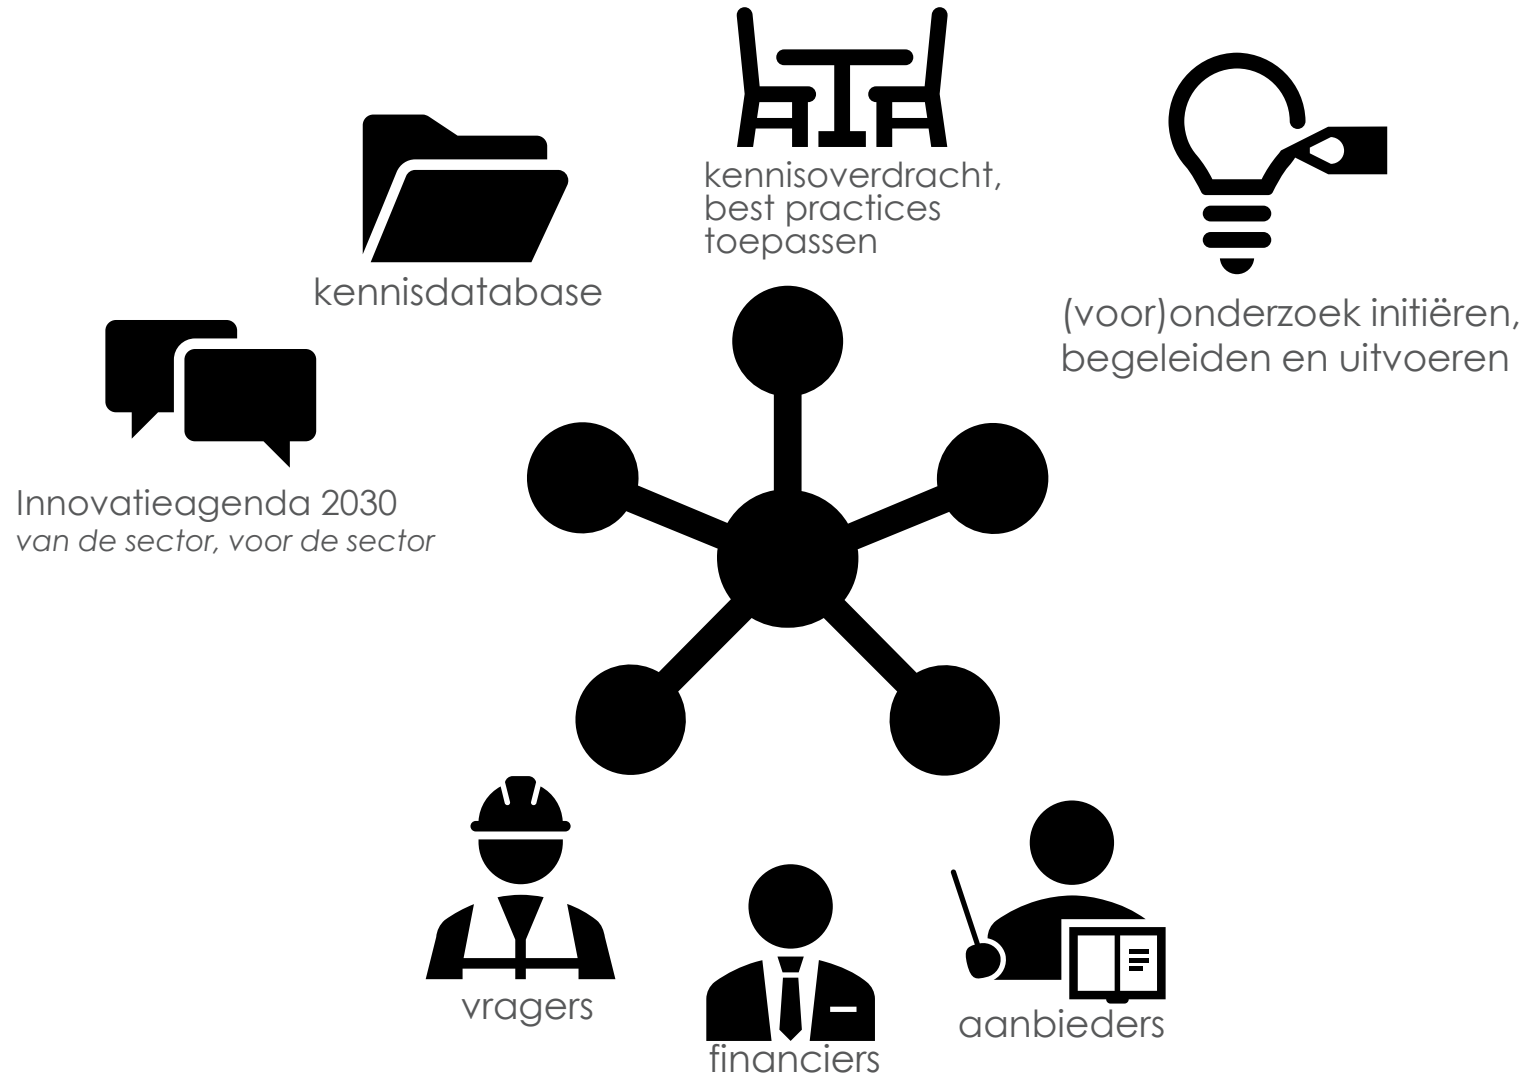 kennisoverdracht,
best practices
toepassen
kennisdatabase
(voor)onderzoek initiëren,
begeleiden en uitvoeren
Innovatieagenda 2030
van de sector, voor de sector
vragers
financiers
aanbieders